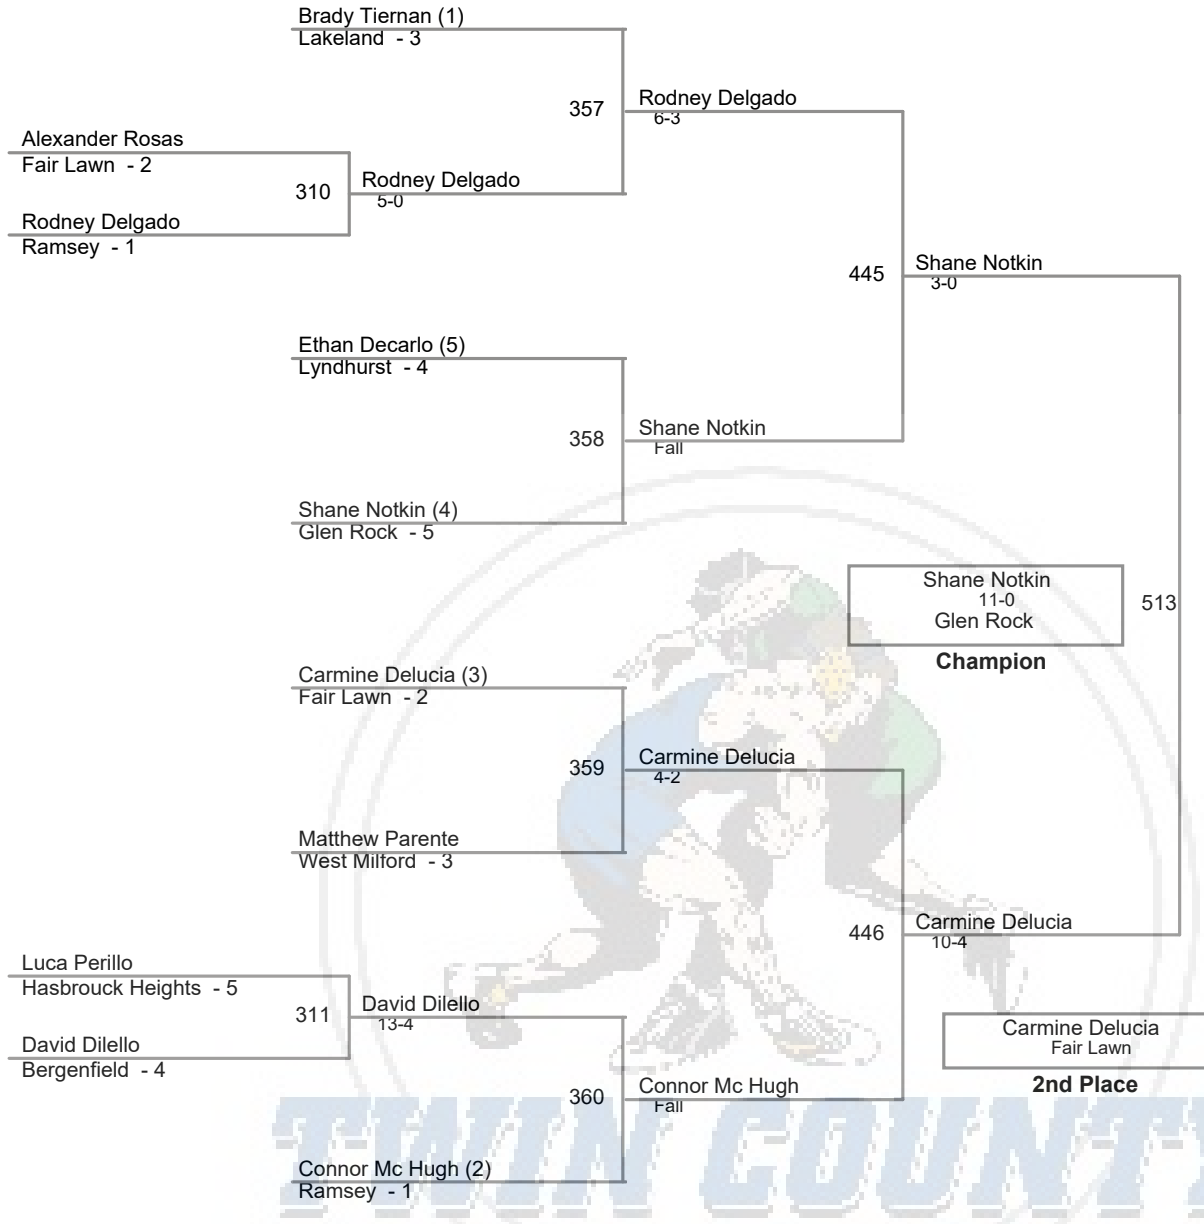 Brady Tiernan (1)
Lakeland - 3
357
Rodney Delgado
6-3
Alexander Rosas
Fair Lawn - 2
310
Rodney Delgado
5-0
Rodney Delgado
Ramsey - 1
445
Shane Notkin
3-0
Ethan Decarlo (5)
Lyndhurst - 4
358
Shane Notkin
Fall
Shane Notkin (4)
Glen Rock - 5
Shane Notkin
11-0
Glen Rock
513
Champion
Carmine Delucia (3)
Fair Lawn - 2
359
Carmine Delucia
4-2
Matthew Parente
West Milford - 3
446
Carmine Delucia
10-4
Luca Perillo
Hasbrouck Heights - 5
311
David Dilello
13-4
David Dilello
Bergenfield - 4
Carmine Delucia
Fair Lawn
2nd Place
360
Connor Mc Hugh
Fall
Connor Mc Hugh (2)
Ramsey - 1
TWIN COUNTY